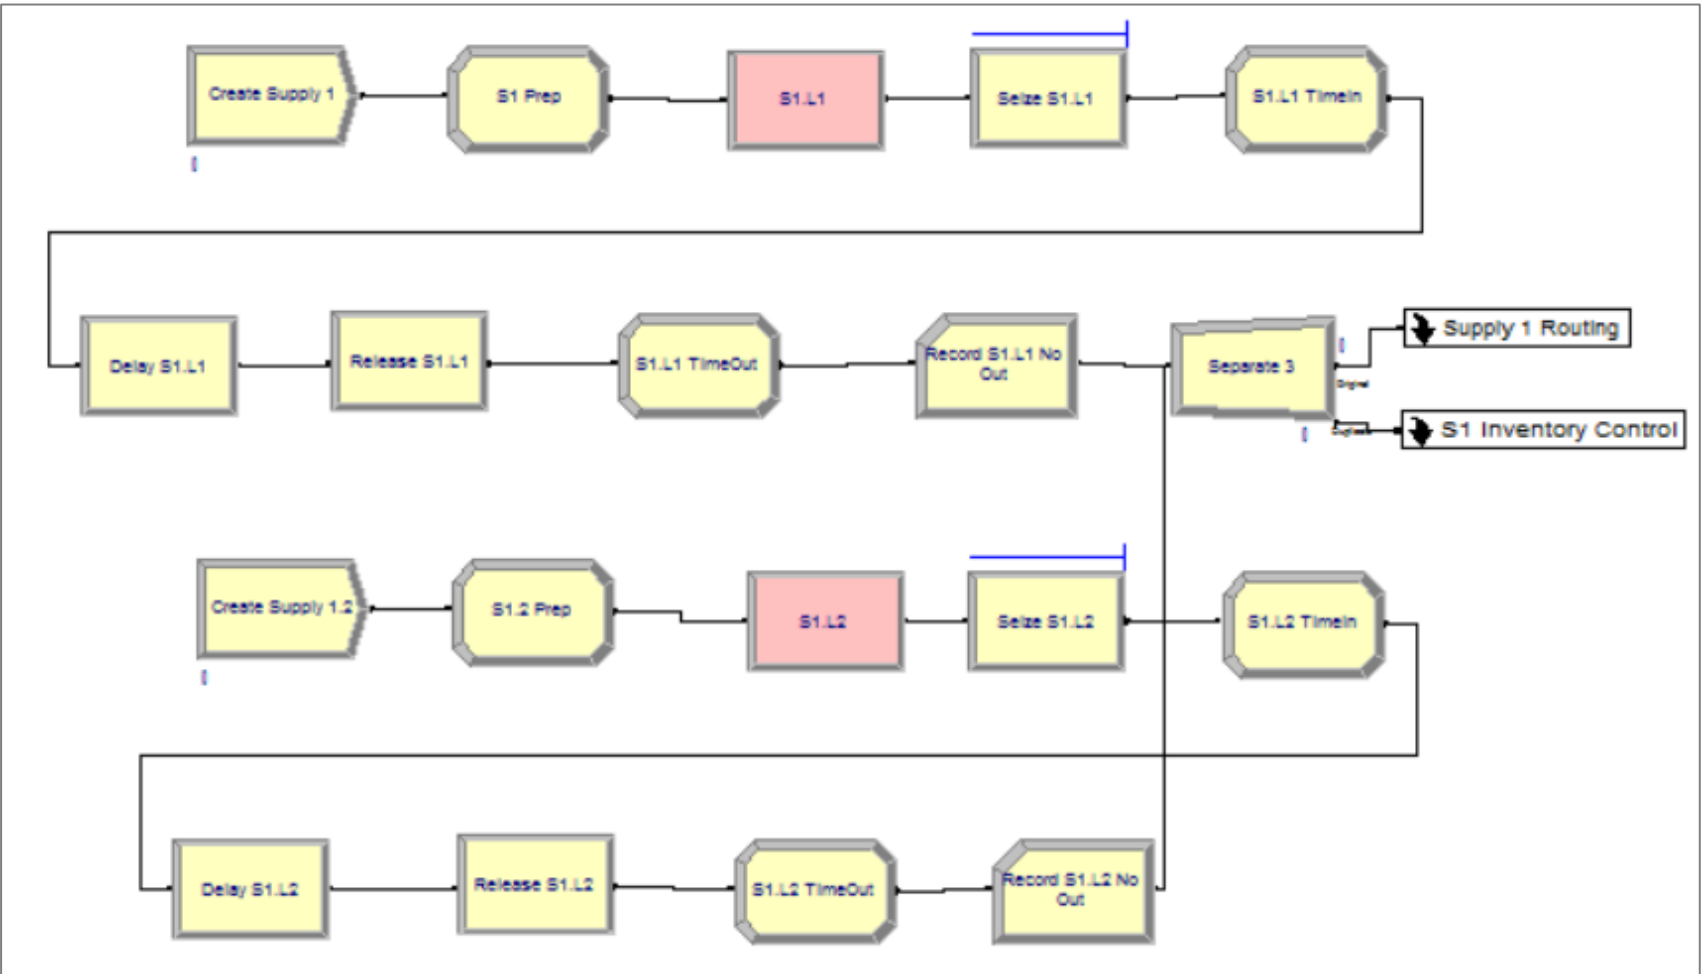 Create Supply 1
S1 Prep
S1.L1
Seize S1.L1
S1.L1 TimeIn
Delay S1.L1
Release S1.L1
S1.L1 TimeOut
Record S1.L1 No
Out
Separate 3
Original
Supply 1 Routing
S1 Inventory Control
Create Supply 1.2
S1.2 Prep
S1.L2
Seize S1.L2
S1.L2 TimeIn
Delay S1.L2
Release S1.L2
S1.L2 TimeOut
Record S1.L2 No
Out